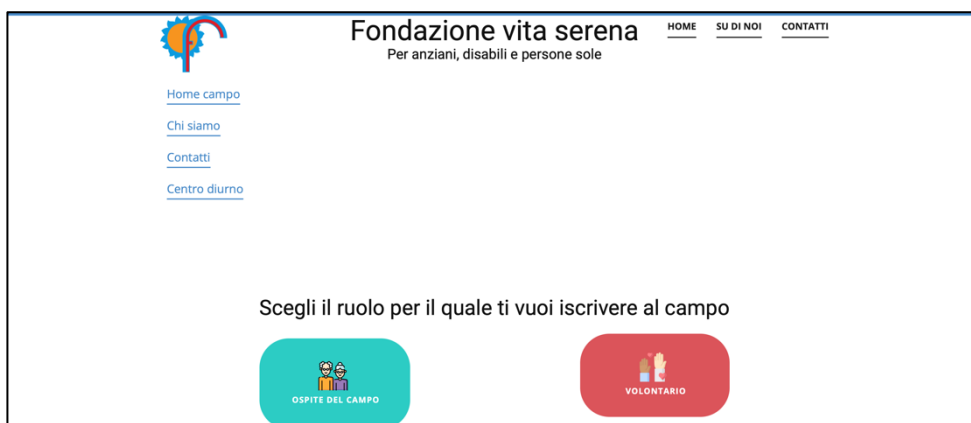 Fondazione vita serena
Per anziani, disabili e persone sole
HOME SU DI NOI CONTATTI
Home campo
Chi siamo
Contatti
Centro diurno
Scegli il ruolo per il quale ti vuoi iscrivere al campo
OSPITE DEL CAMPO
VOLONTARIO